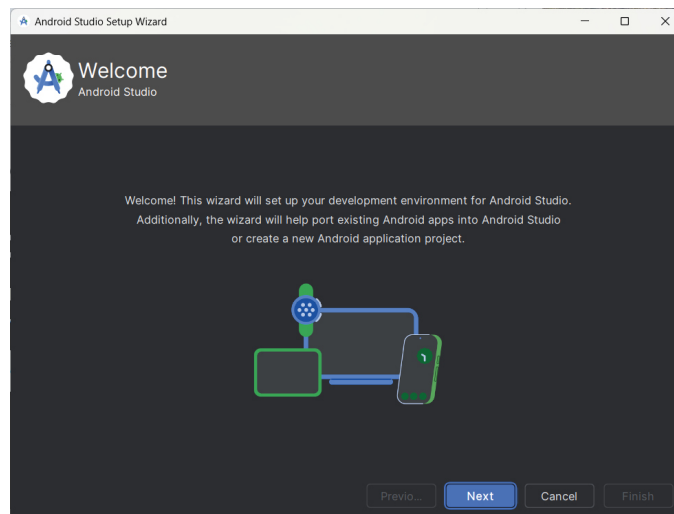 Android Studio Setup Wizard
Welcome
Android Studio
Welcome! This wizard will set up your development environment for Android Studio.
Additionally, the wizard will help port existing Android apps into Android Studio
or create a new Android application project.
Previo... Next Cancel Finish